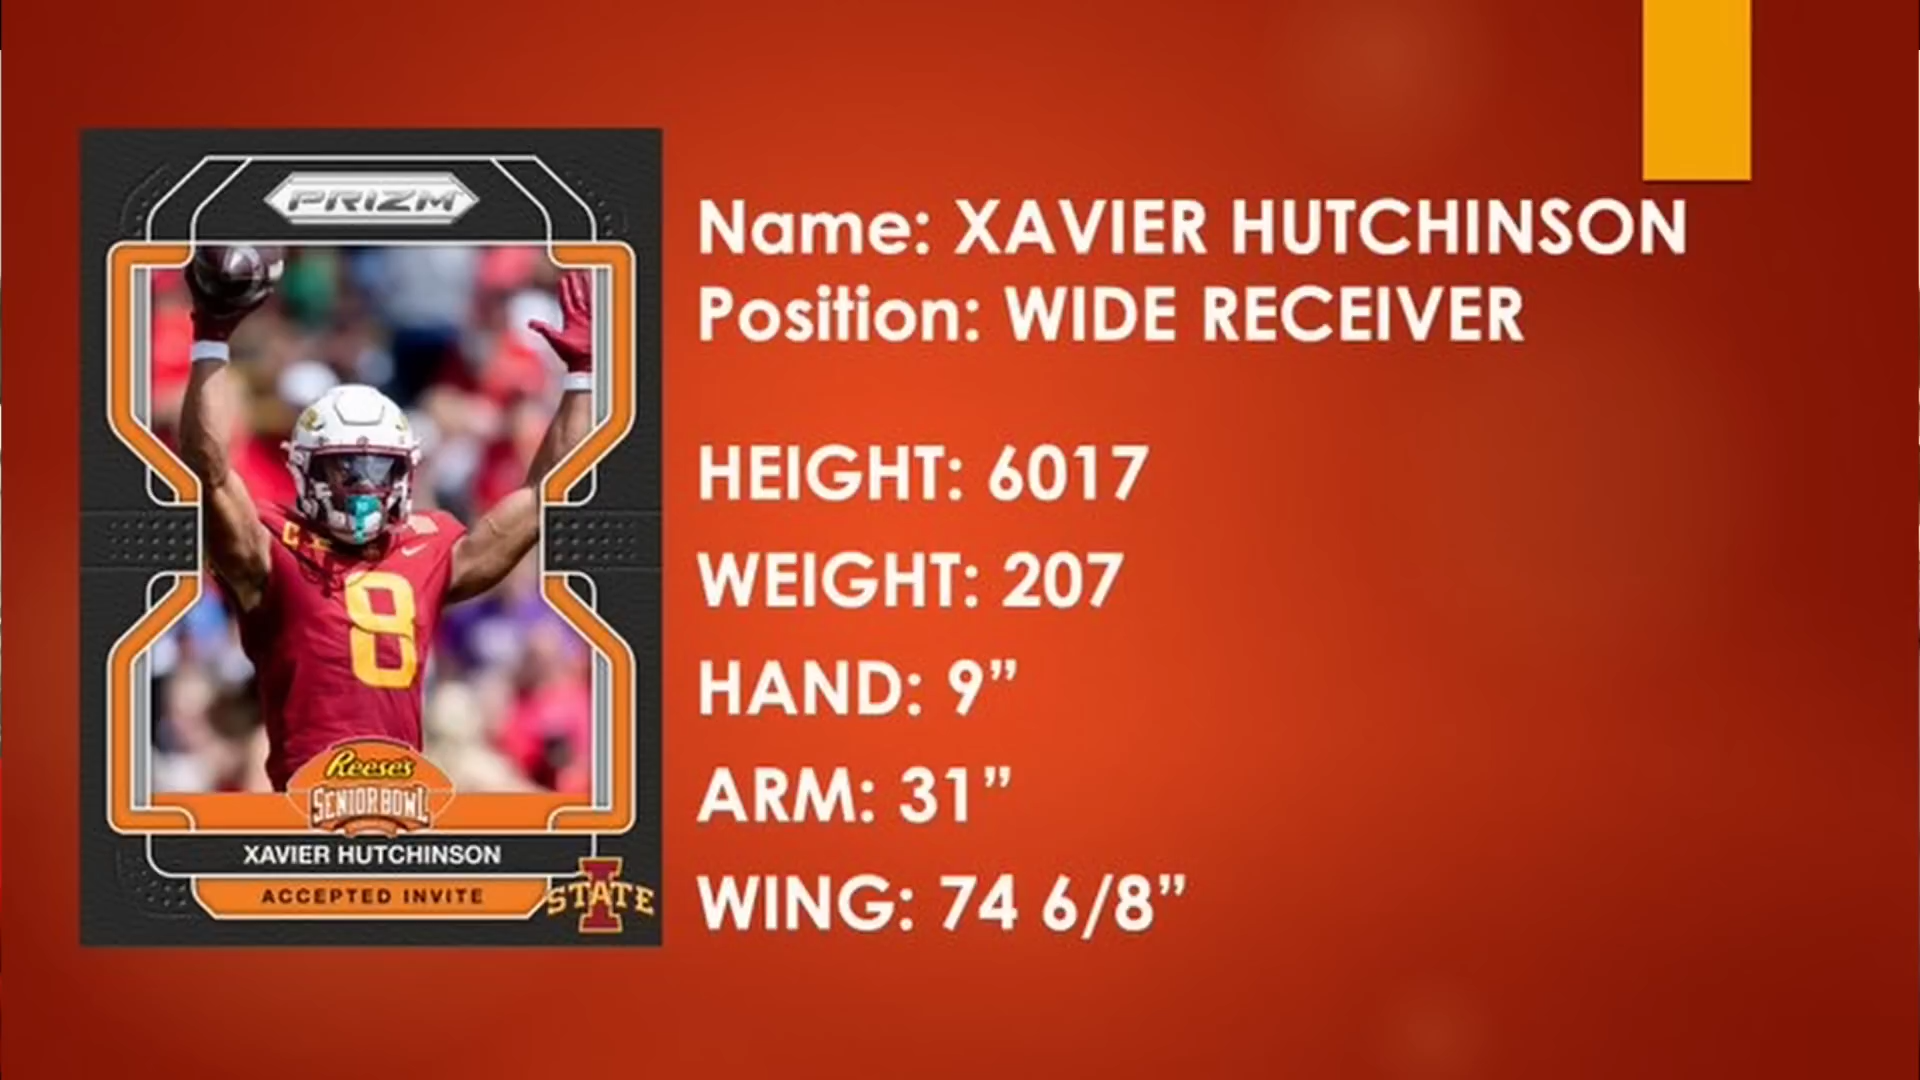 PRIZM
C
8
Reese's
SENIOR BOWL
XAVIER HUTCHINSON
ACCEPTED INVITE
I
STATE
Name: XAVIER HUTCHINSON
Position: WIDE RECEIVER
HEIGHT: 6017
WEIGHT: 207
HAND: 9”
ARM: 31”
WING: 74 6/8”